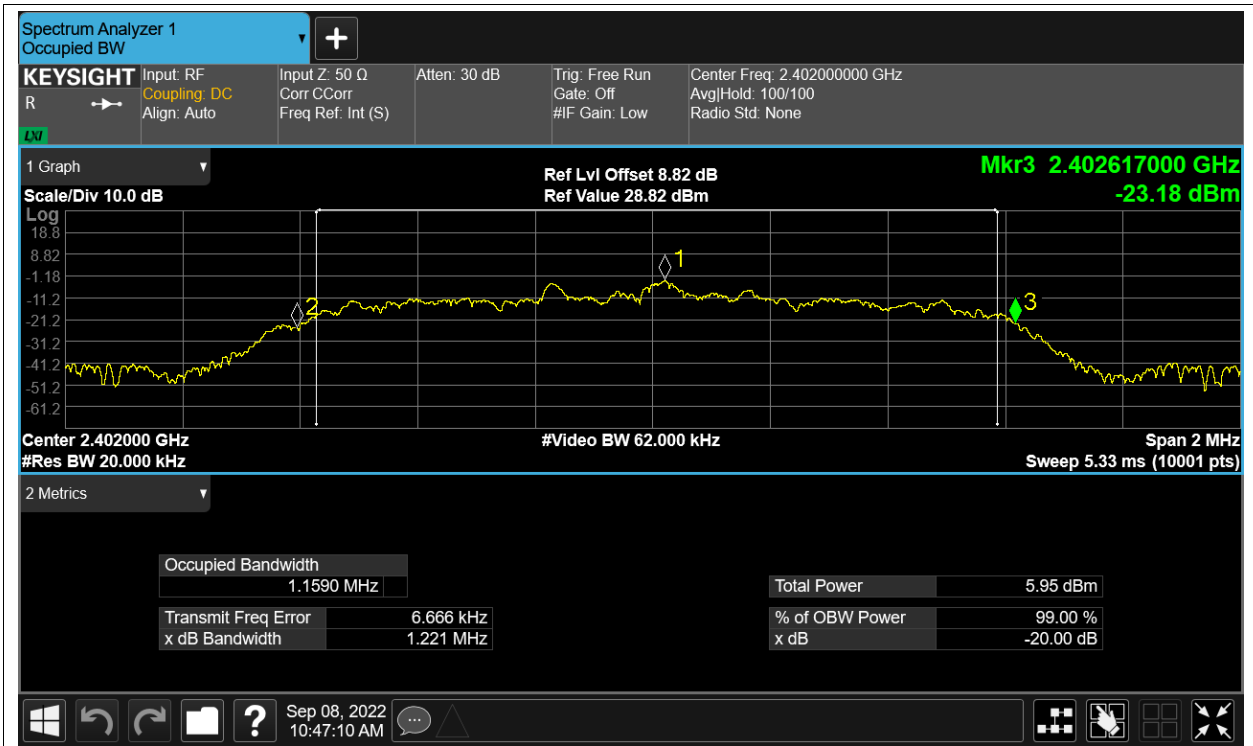 Spectrum Analyzer 1
Occupied BW
KEYSIGHT
R
LXI
Input: RF
Coupling: DC
Align: Auto
Input Z: 50 Ω
Corr CCorr
Freq Ref: Int (S)
Atten: 30 dB
Trig: Free Run
Gate: Off
#IF Gain: Low
Center Freq: 2.402000000 GHz
Avg|Hold: 100/100
Radio Std: None
1 Graph
Scale/Div 10.0 dB
Ref Lvl Offset 8.82 dB
Ref Value 28.82 dBm
Mkr3 2.402617000 GHz
-23.18 dBm
Log
18.8
8.82
-1.18
-11.2
-21.2
-31.2
-41.2
-51.2
-61.2
1
2
3
Center 2.402000 GHz
#Res BW 20.000 kHz
#Video BW 62.000 kHz
Span 2 MHz
Sweep 5.33 ms (10001 pts)
2 Metrics
Occupied Bandwidth
1.1590 MHz
Transmit Freq Error 6.666 kHz
x dB Bandwidth 1.221 MHz
Total Power 5.95 dBm
% of OBW Power 99.00 %
x dB -20.00 dB
?
Sep 08, 2022
10:47:10 AM